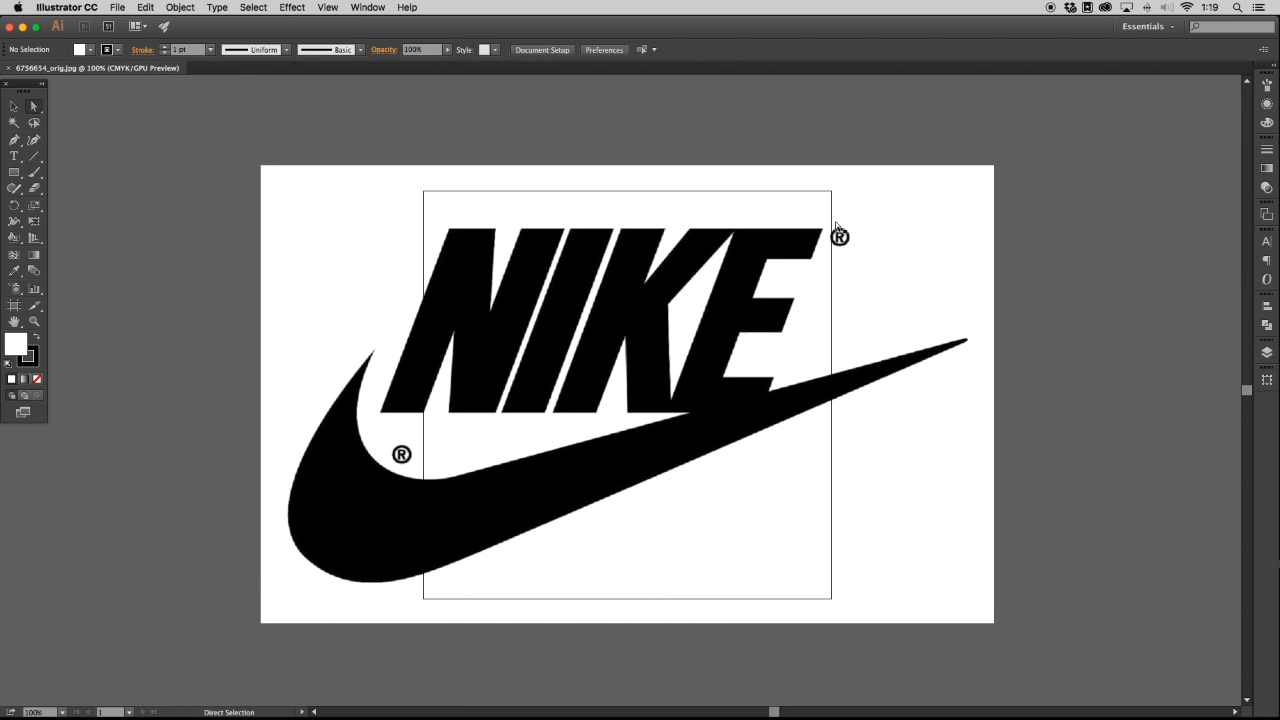 Illustrator CC File Edit Object Type Select Effect View Window Help 1:19
Ai St Essentials
No Selection Stroke: 1 pt Uniform Basic Opacity: 100% Style: Document Setup Preferences
6756654_orig.jpg @ 100% (CMYK/GPU Preview)
NIKE ®
®
100% 1 Direct Selection